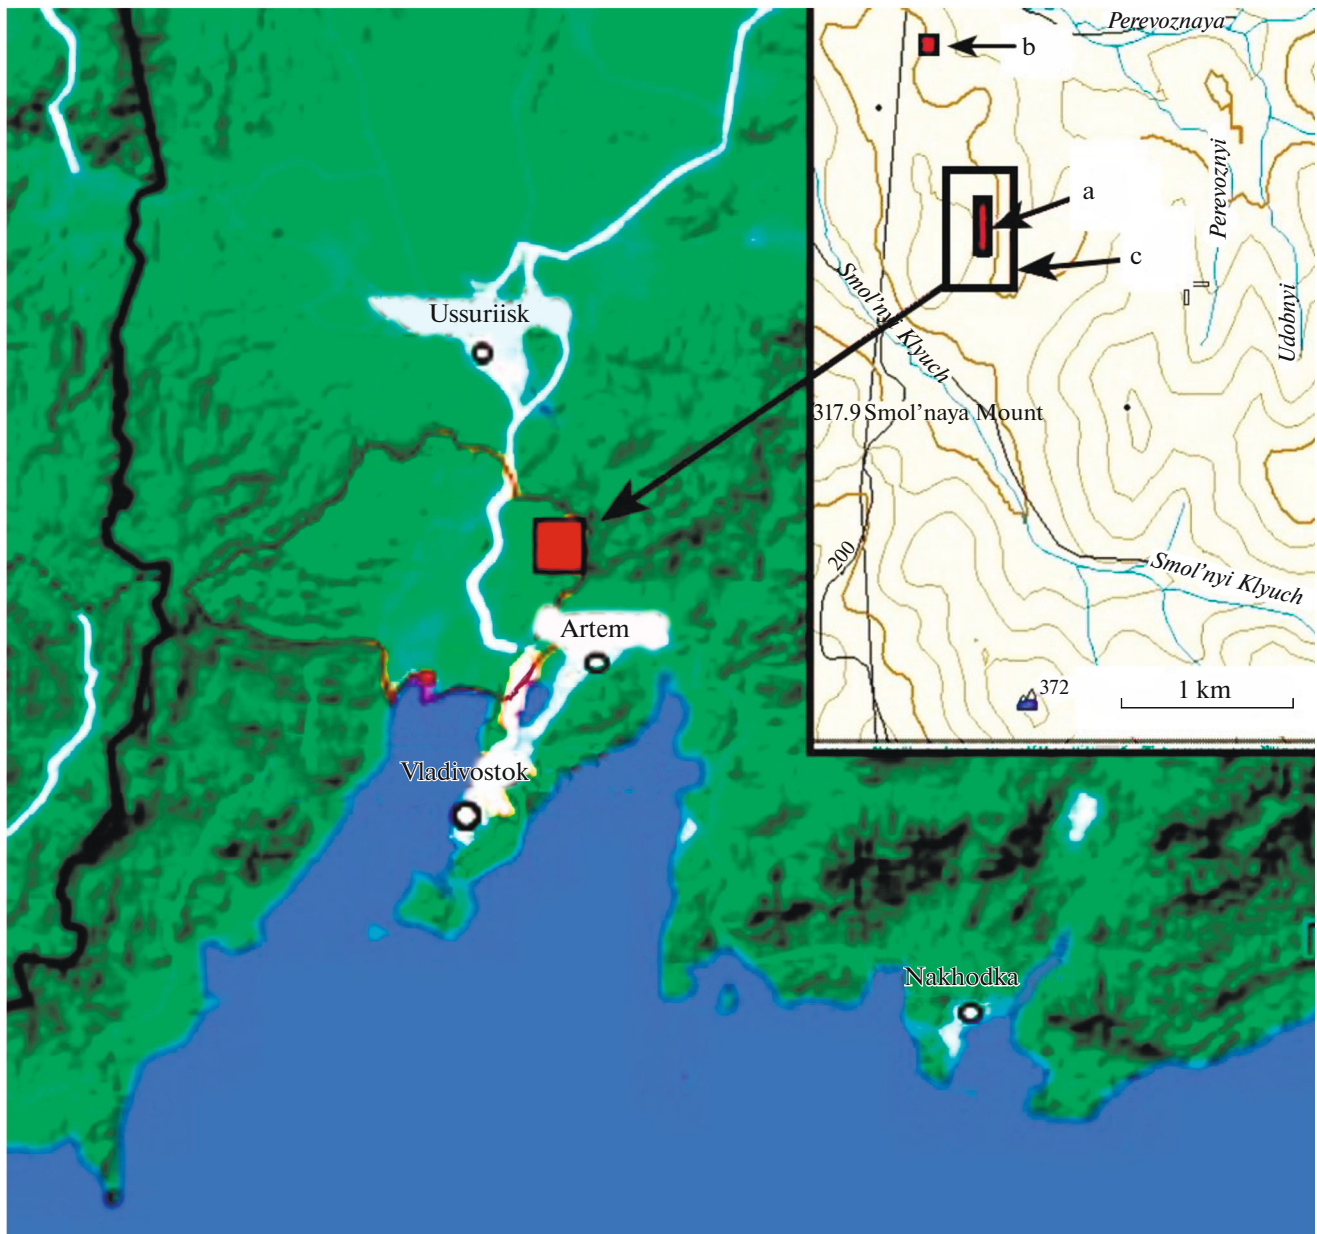 Perevoznaya
b
a
c
Perevoznyi
Udobnyi
Smol'nyi Klyuch
317.9 Smol'naya Mount
200
Smol'nyi Klyuch
372
1 km
Ussuriisk
Artem
Vladivostok
Nakhodka